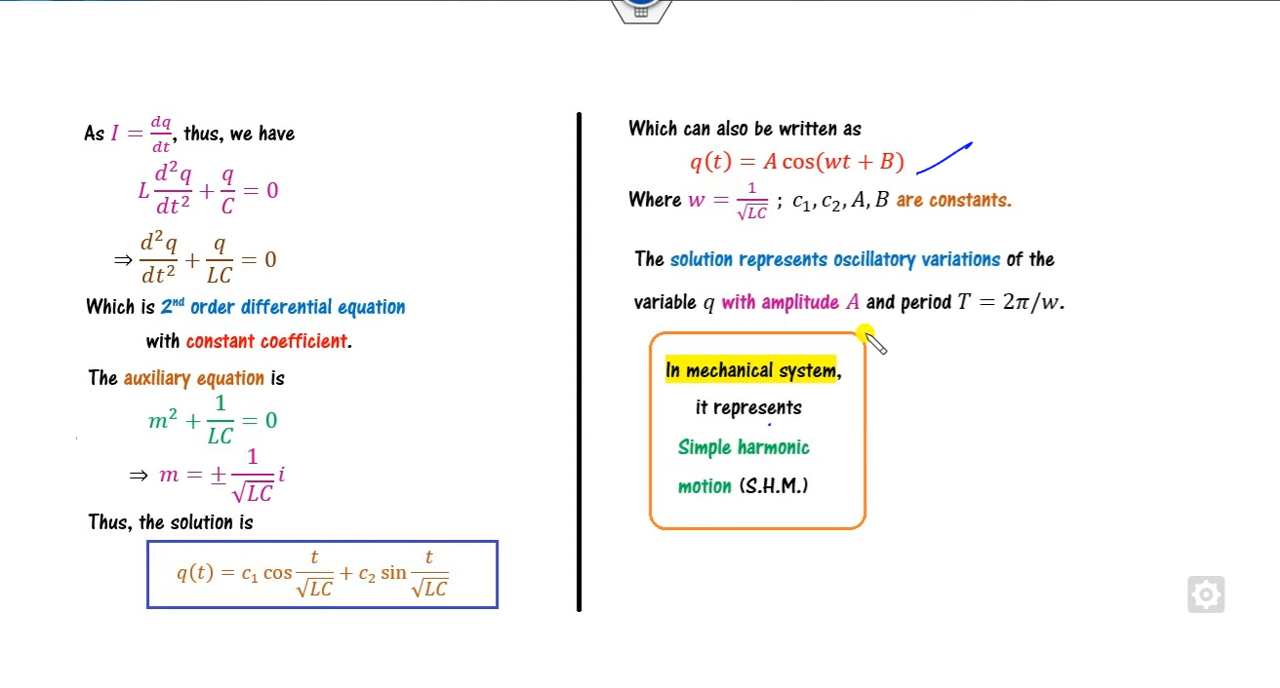 As I = dq/dt, thus, we have
L d²q/dt² + q/C = 0
⇒ d²q/dt² + q/LC = 0
Which is 2nd order differential equation
with constant coefficient.
The auxiliary equation is
m² + 1/LC = 0
⇒ m = ± 1/√LC i
Thus, the solution is
q(t) = c₁ cos t/√LC + c₂ sin t/√LC
Which can also be written as
q(t) = A cos(wt + B)
Where w = 1/√LC ; c₁, c₂, A, B are constants.
The solution represents oscillatory variations of the
variable q with amplitude A and period T = 2π/w.
In mechanical system,
it represents
Simple harmonic
motion (S.H.M.)